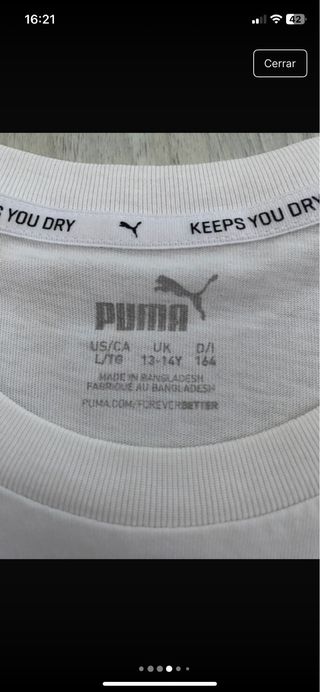 16:21
42
Cerrar
S YOU DRY
KEEPS YOU DRY
PUMA
US/CA UK D/I
L/TG 13-14Y 164
MADE IN BANGLADESH
FABRIQUÉ AU BANGLADESH
PUMA.COM/FOREVERBETTER